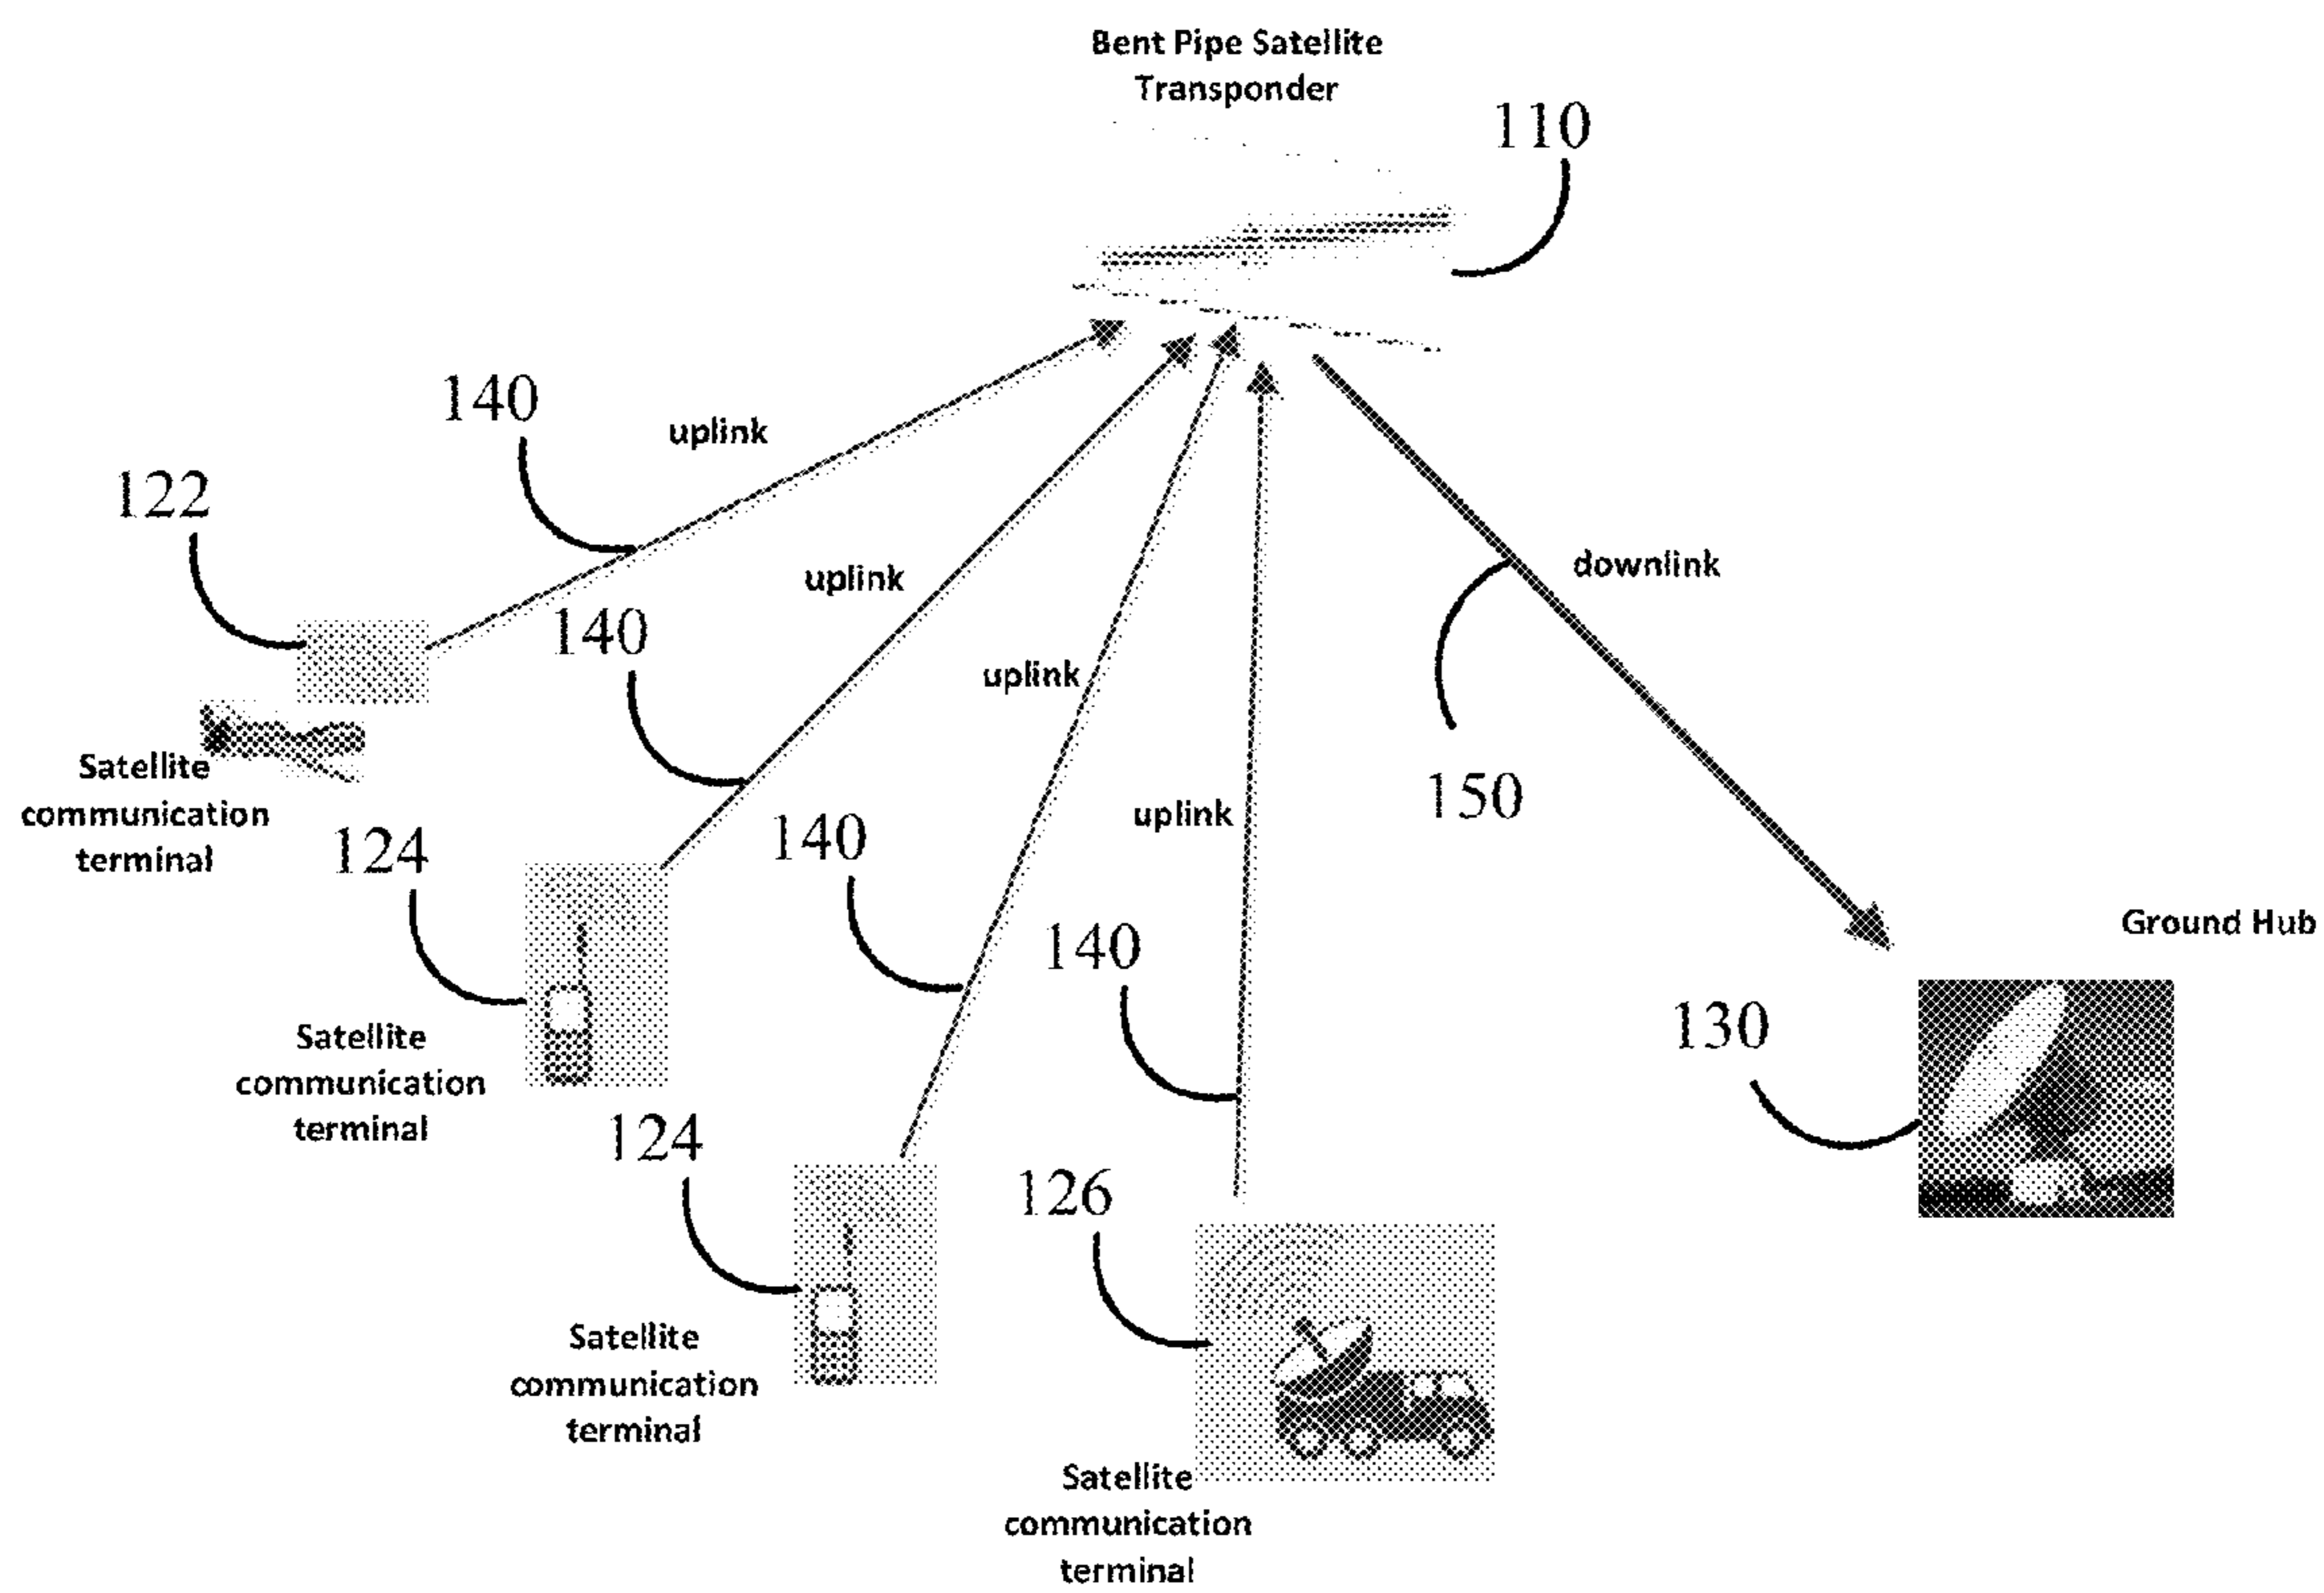 Bent Pipe Satellite
Transponder
110
140
uplink
122
uplink
downlink
140
uplink
Satellite
communication
terminal
150
uplink
124
140
Ground Hub
140
130
Satellite
communication
terminal
124
126
Satellite
communication
terminal
Satellite
communication
terminal